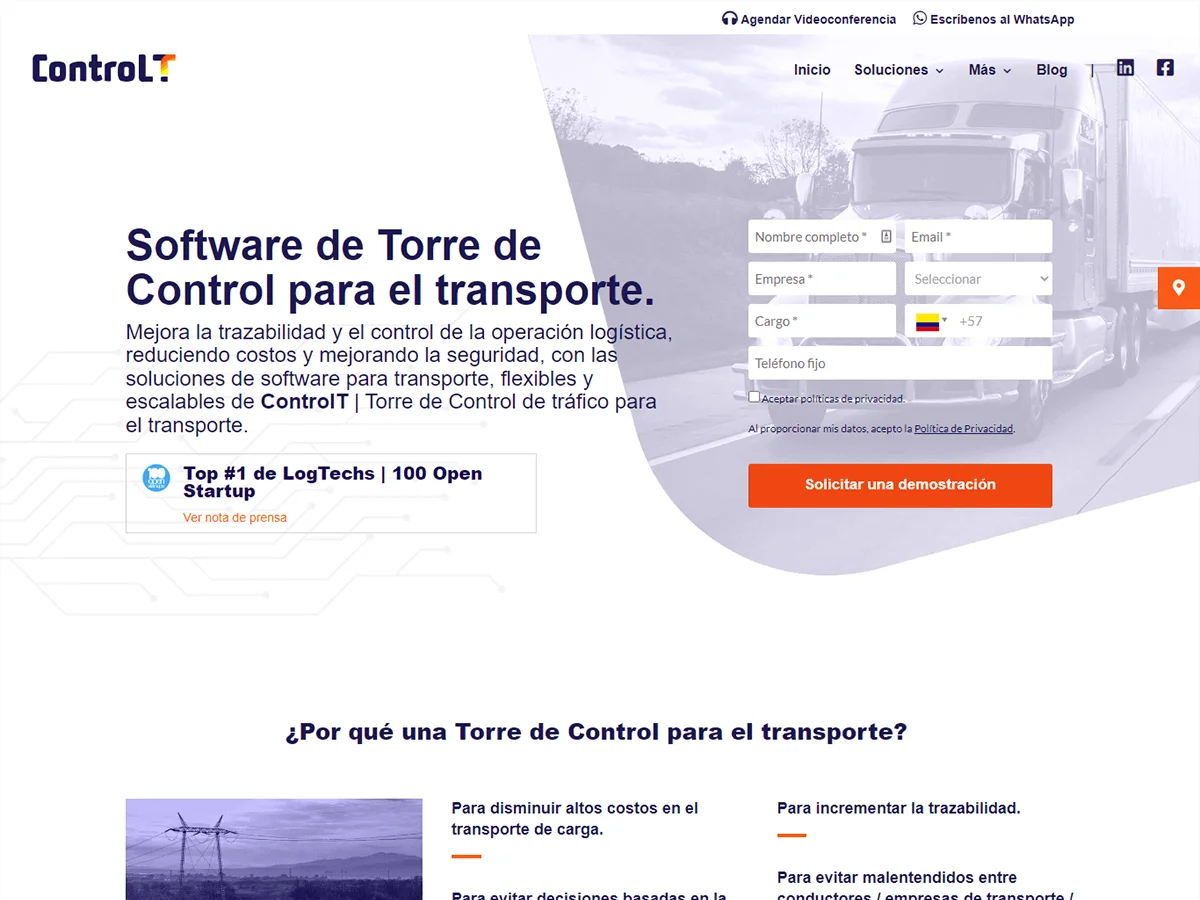 Agendar Videoconferencia Escríbenos al WhatsApp
ControLT
Inicio Soluciones Más | Blog
Software de Torre de
Control para el transporte.
Mejora la trazabilidad y el control de la operación logística,
reduciendo costos y mejorando la seguridad, con las
soluciones de software para transporte, flexibles y
escalables de ControlT | Torre de Control de tráfico para
el transporte.
Top #1 de LogTechs | 100 Open
Startup
Ver nota de prensa
Nombre completo * Email *
Empresa * Seleccionar
Cargo * +57
Teléfono fijo
Aceptar políticas de privacidad.
Al proporcionar mis datos, acepto la Política de Privacidad.
Solicitar una demostración
¿Por qué una Torre de Control para el transporte?
Para disminuir altos costos en el
transporte de carga.
Para evitar decisiones basadas en la
Para incrementar la trazabilidad.
Para evitar malentendidos entre
conductores / empresas de transporte /